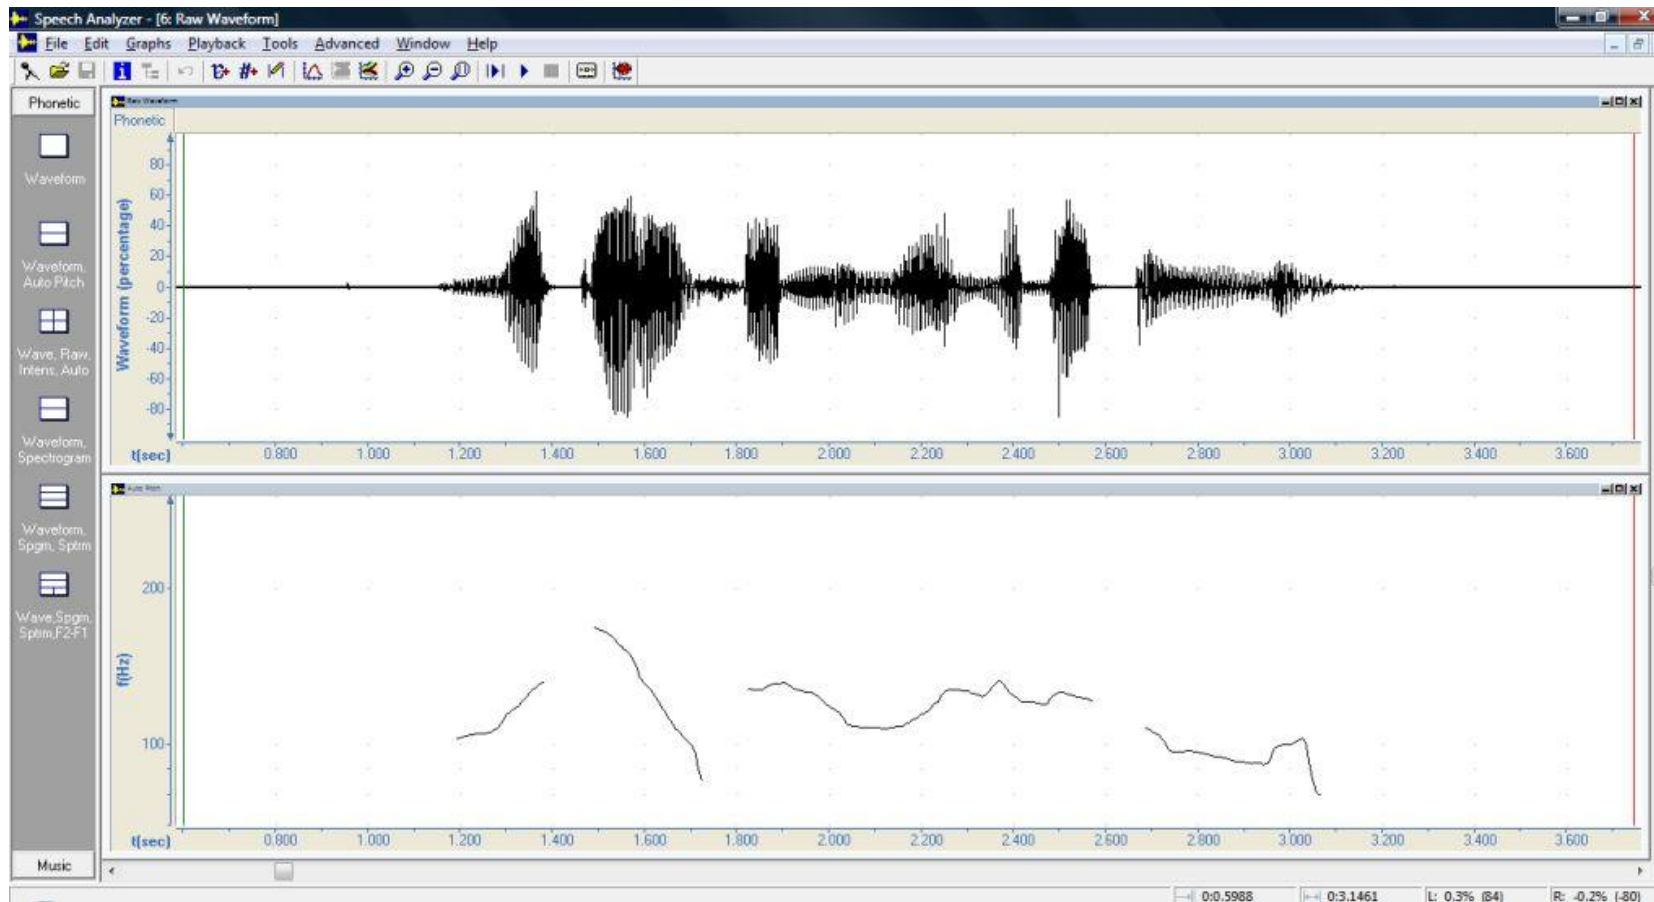 Speech Analyzer - [6: Raw Waveform]
File Edit Graphs Playback Tools Advanced Window Help
Phonetic
Waveform
Waveform,
Auto Pitch
Wave, Raw,
Intens, Auto
Waveform,
Spectrogram
Waveform,
Spgm, Sptrm
Wave,Spgm,
Sptrm,F2-F1
Music
Raw Waveform
Phonetic
Waveform (percentage)
80
60
40
20
0
-20
-40
-60
-80
t(sec) 0.800 1.000 1.200 1.400 1.600 1.800 2.000 2.200 2.400 2.600 2.800 3.000 3.200 3.400 3.600
Auto Pitch
f(Hz)
200
100
t(sec) 0.800 1.000 1.200 1.400 1.600 1.800 2.000 2.200 2.400 2.600 2.800 3.000 3.200 3.400 3.600
0:0.5988 0:3.1461 L: 0.3% (84) R: -0.2% (-80)